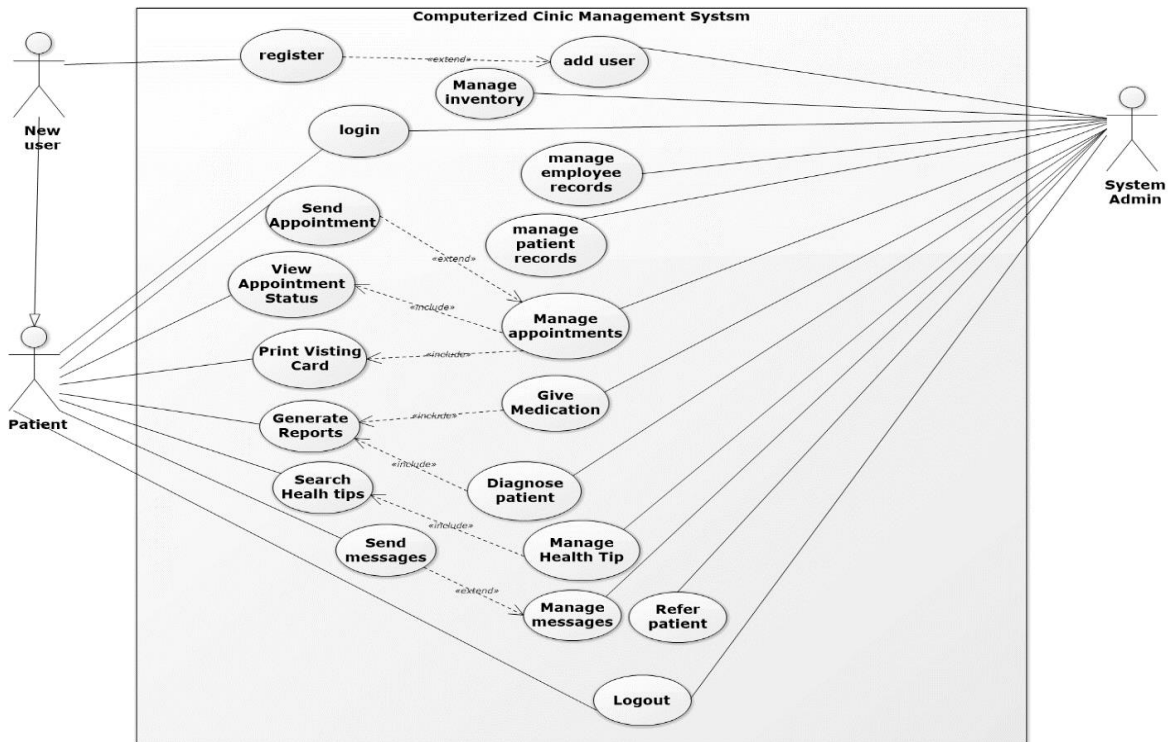 Computerized Cinic Management Systsm
register
«extend»
add user
New
user
Manage
inventory
login
System
Admin
manage
employee
records
Send
Appointment
manage
patient
records
«extend»
View
Appointment
Status
«include»
Manage
appointments
Patient
Print Visting
Card
«include»
Give
Medication
Generate
Reports
«include»
«include»
Search
Healh tips
Diagnose
patient
«include»
Send
messages
Manage
Health Tip
«extend»
Manage
messages
Refer
patient
Logout